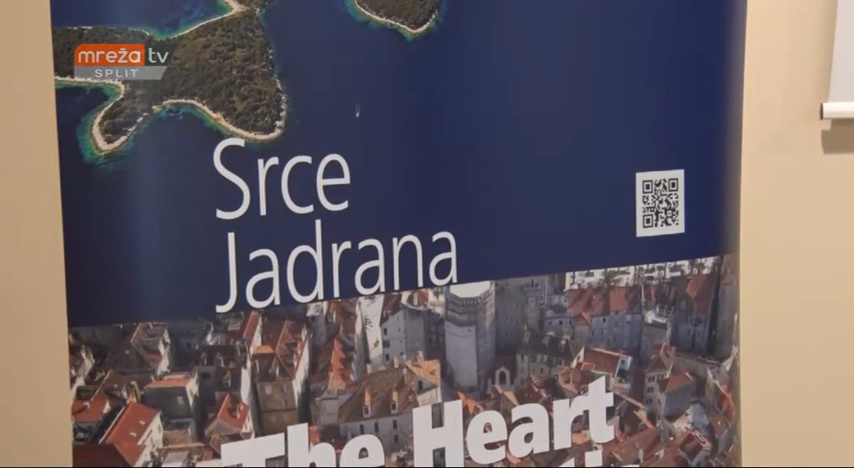 mreža tv
SPLIT
Srce
Jadrana
The Heart